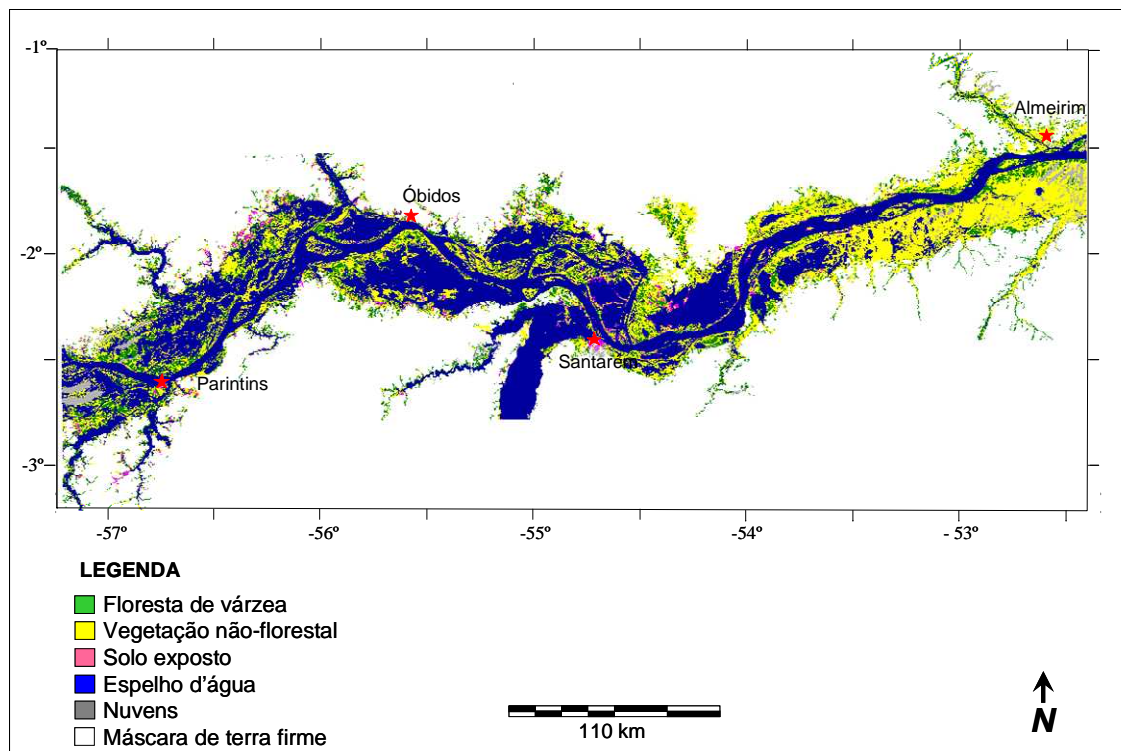 -1º
Almeirim
Óbidos
-2º
Santarém
Parintins
-3º
-57º
-56º
-55º
-54º
- 53º
LEGENDA
Floresta de várzea
Vegetação não-florestal
Solo exposto
Espelho d'água
Nuvens
Máscara de terra firme
110 km
N